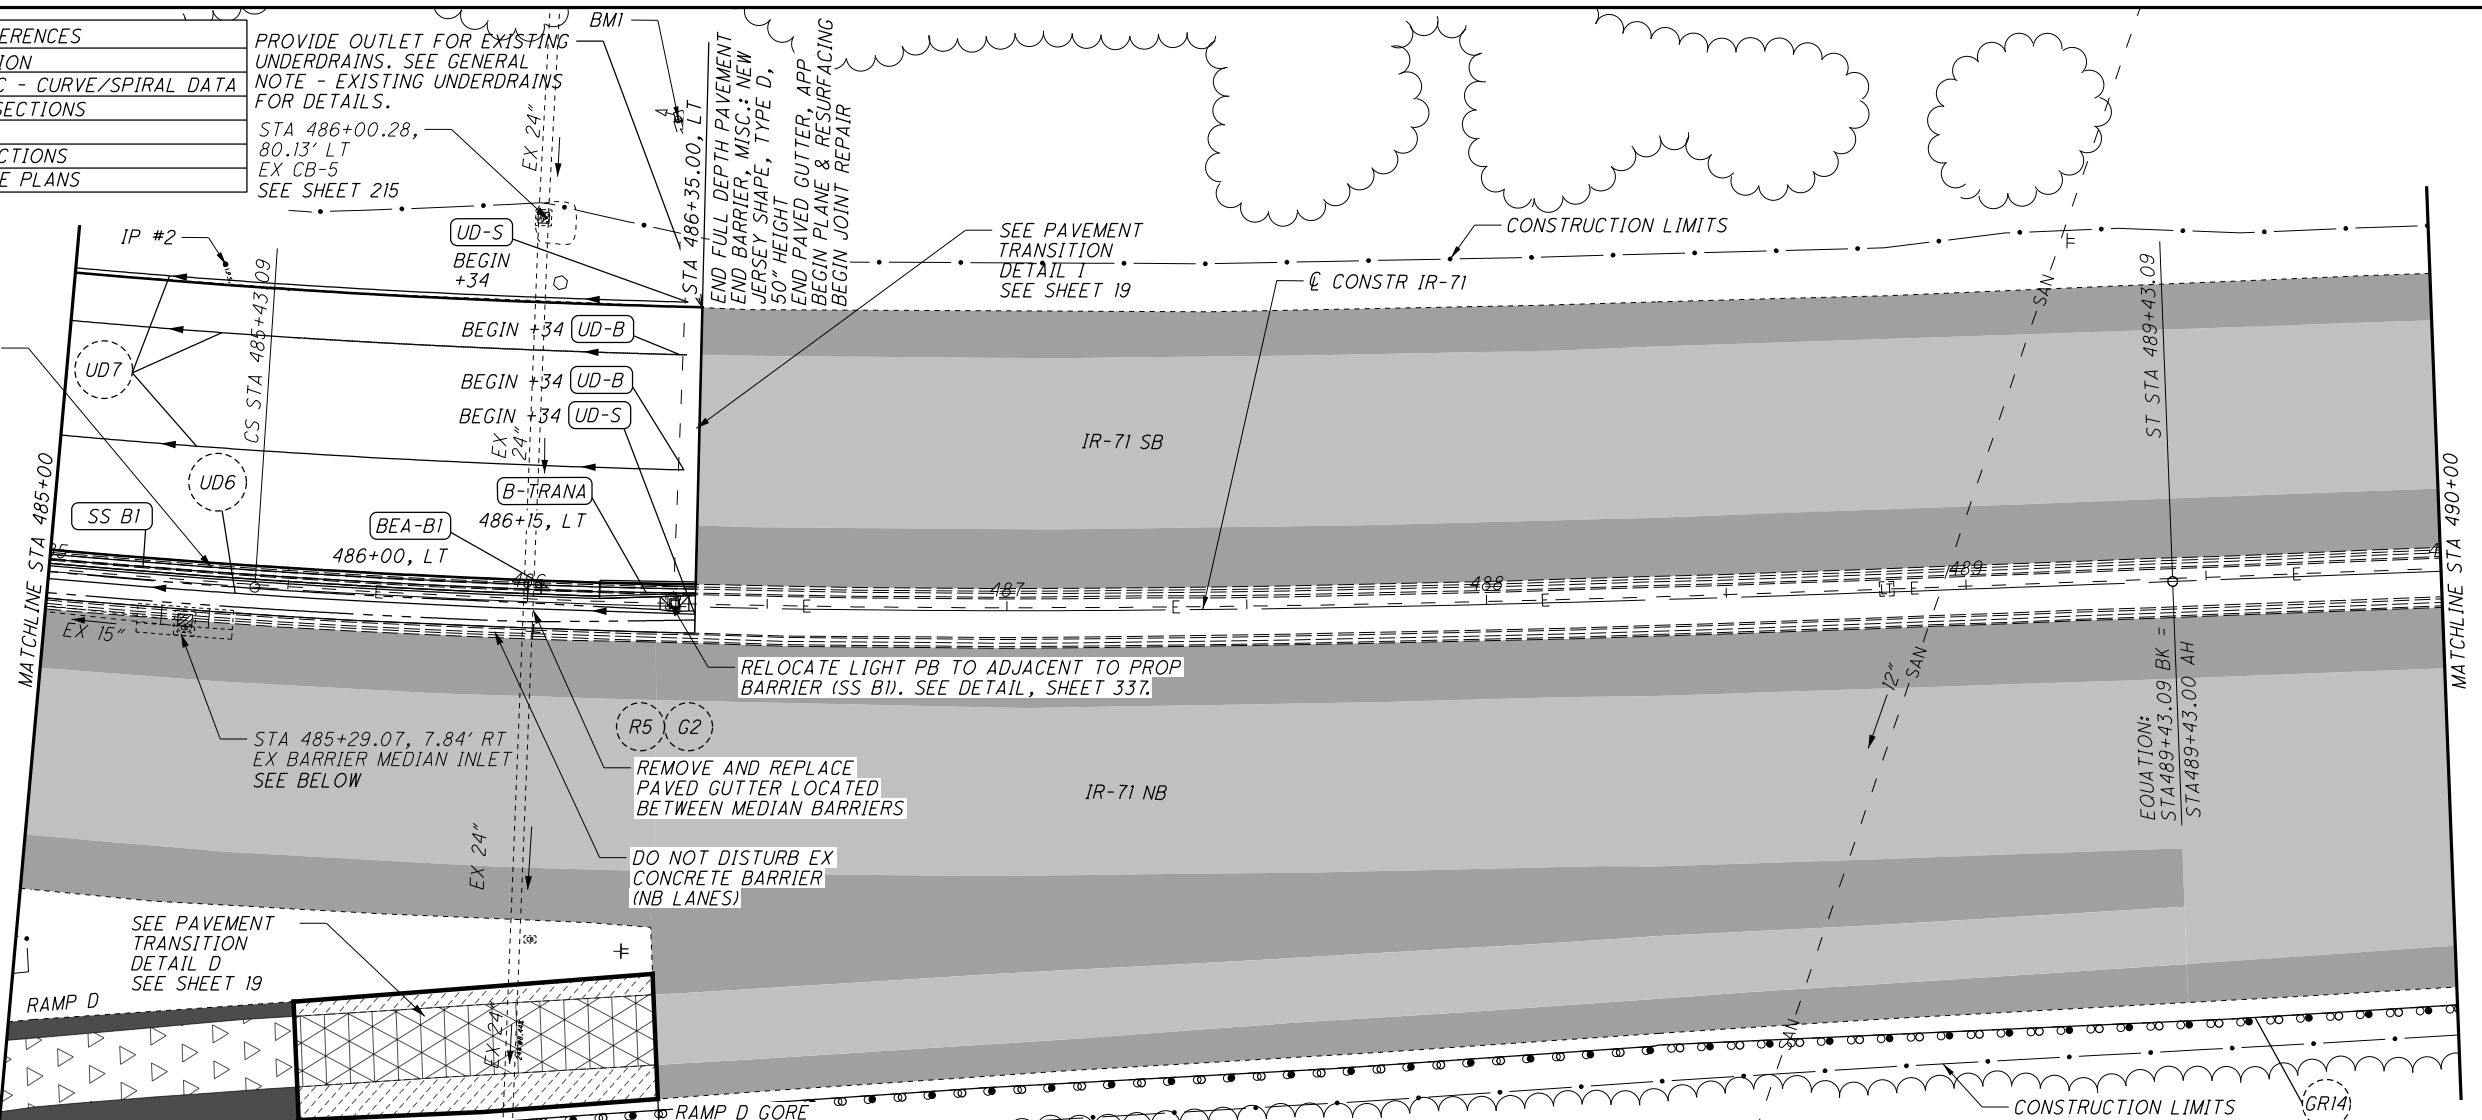 ERENCES
ION
C - CURVE/SPIRAL DATA
SECTIONS
CTIONS
E PLANS
PROVIDE OUTLET FOR EXISTING
UNDERDRAINS. SEE GENERAL
NOTE - EXISTING UNDERDRAINS
FOR DETAILS.
STA 486+00.28,
80.13' LT
EX CB-5
SEE SHEET 215
BM1
EX 24"
STA 486+35.00, LT
END FULL DEPTH PAVEMENT
END BARRIER, MISC.: NEW
JERSEY SHAPE, TYPE D,
50" HEIGHT
END PAVED GUTTER, APP
BEGIN PLANE & RESURFACING
BEGIN JOINT REPAIR
IP #2
UD-S
BEGIN
+34
SEE PAVEMENT
TRANSITION
DETAIL I
SEE SHEET 19
CONSTRUCTION LIMITS
℄ CONSTR IR-71
SAN
CS STA 485+43.09
ST STA 489+43.09
BEGIN +34 UD-B
UD7
BEGIN +34 UD-B
BEGIN +34 UD-S
EX
24"
IR-71 SB
UD6
B-TRANA
486+15, LT
SS B1
BEA-B1
486+00, LT
MATCHLINE STA 485+00
MATCHLINE STA 490+00
486
487
488
489
E
E
E
E
E
E
EX 15"
RELOCATE LIGHT PB TO ADJACENT TO PROP
BARRIER (SS B1). SEE DETAIL, SHEET 337.
SAN
12"
R5
G2
STA 485+29.07, 7.84' RT
EX BARRIER MEDIAN INLET
SEE BELOW
REMOVE AND REPLACE
PAVED GUTTER LOCATED
BETWEEN MEDIAN BARRIERS
IR-71 NB
EQUATION:
STA489+43.09 BK =
STA489+43.00 AH
EX 24"
DO NOT DISTURB EX
CONCRETE BARRIER
(NB LANES)
SEE PAVEMENT
TRANSITION
DETAIL D
SEE SHEET 19
RAMP D
EX 24"
SAN
RAMP D GORE
CONSTRUCTION LIMITS
GR14